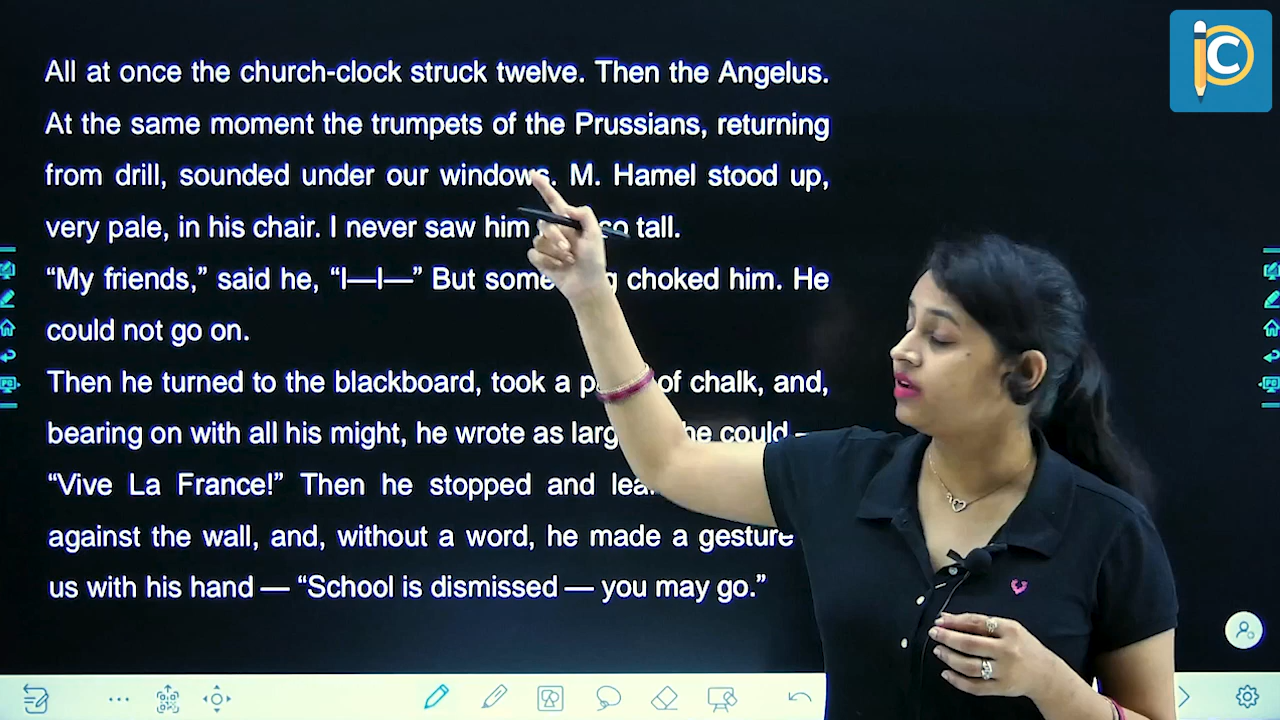 All at once the church-clock struck twelve. Then the Angelus.
At the same moment the trumpets of the Prussians, returning
from drill, sounded under our windows. M. Hamel stood up,
very pale, in his chair. I never saw him so tall.
“My friends,” said he, “I—I—” But choked him. He
could not go on.
Then he turned to the blackboard, took a of chalk, and,
bearing on with all his might, he wrote as he could —
“Vive La France!” Then he stopped and
against the wall, and, without a word, he made a gesture
us with his hand — “School is dismissed — you may go.”